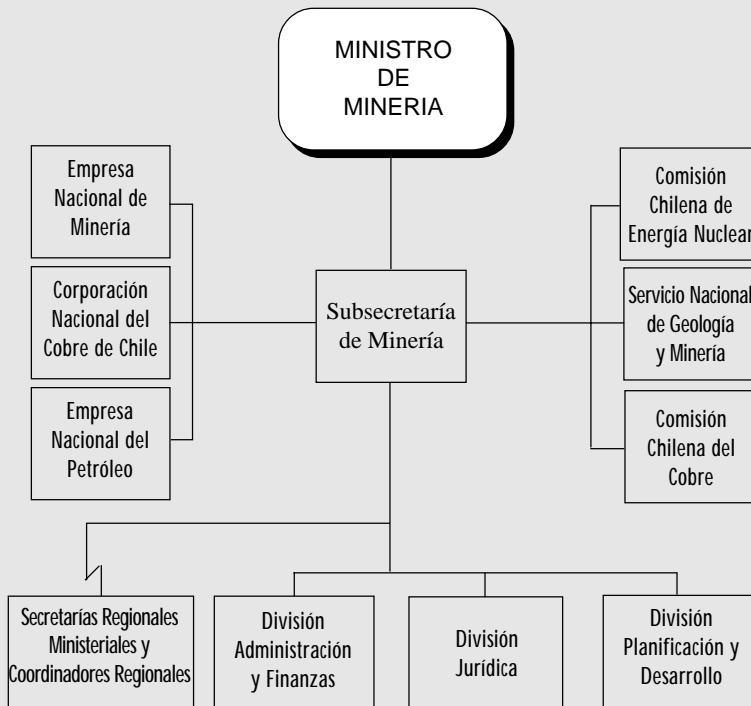 MINISTRO
DE
MINERIA
Empresa
Nacional de
Minería
Comisión
Chilena de
Energía Nuclear
Corporación
Nacional del
Cobre de Chile
Subsecretaría
de Minería
Servicio Nacional
de Geología
y Minería
Empresa
Nacional del
Petróleo
Comisión
Chilena del
Cobre
Secretarías Regionales
Ministeriales y
Coordinadores Regionales
División
Administración
y Finanzas
División
Jurídica
División
Planificación y
Desarrollo